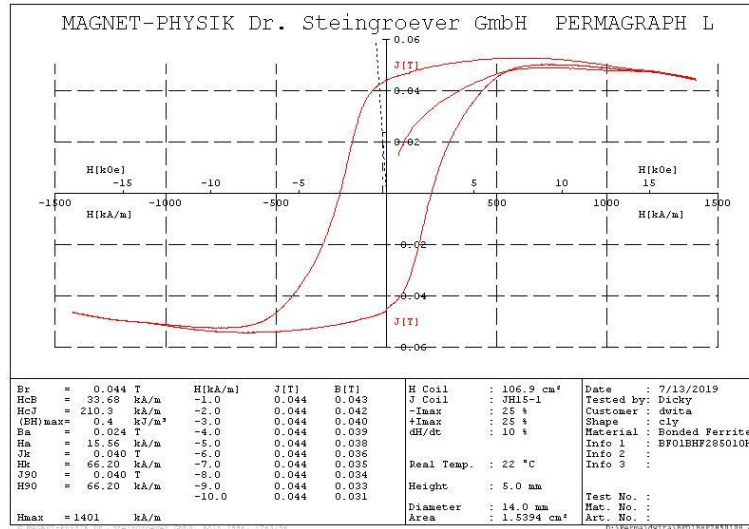 MAGNET-PHYSIK Dr. Steingroever GmbH PERMAGRAPH L
0.06
J[T]
0.04
0.02
H[kOe] -15 -10 -5 5 10 15 H[kOe]
-1500 -1000 -500 500 1000 1500
H[kA/m] H[kA/m]
-0.02
-0.04
J[T]
-0.06
Br = 0.044 T H[kA/m] J[T] B[T] H Coil : 106.9 cm² Date : 7/13/2019
HcB = 33.68 kA/m -1.0 0.044 0.043 J Coil : JH15-1 Tested by: Dicky
HcJ = 210.3 kA/m -2.0 0.044 0.042 -Imax : 25 % Customer : dwita
(BH)max= 0.4 kJ/m³ -3.0 0.044 0.040 +Imax : 25 % Shape : cly
Ba = 0.024 T -4.0 0.044 0.039 dH/dt : 10 % Material : Bonded Ferrite
Ha = 15.56 kA/m -5.0 0.044 0.038 Info 1 : BF01BHF285010H
Jk = 0.040 T -6.0 0.044 0.036 Info 2 :
Hk = 66.20 kA/m -7.0 0.044 0.035 Real Temp. : 22 °C Info 3 :
J90 = 0.040 T -8.0 0.044 0.034
H90 = 66.20 kA/m -9.0 0.044 0.033 Height : 5.0 mm
-10.0 0.044 0.031 Test No. :
Diameter : 14.0 mm Mat. No. :
Hmax = 1401 kA/m Area : 1.5394 cm² Art. No. :